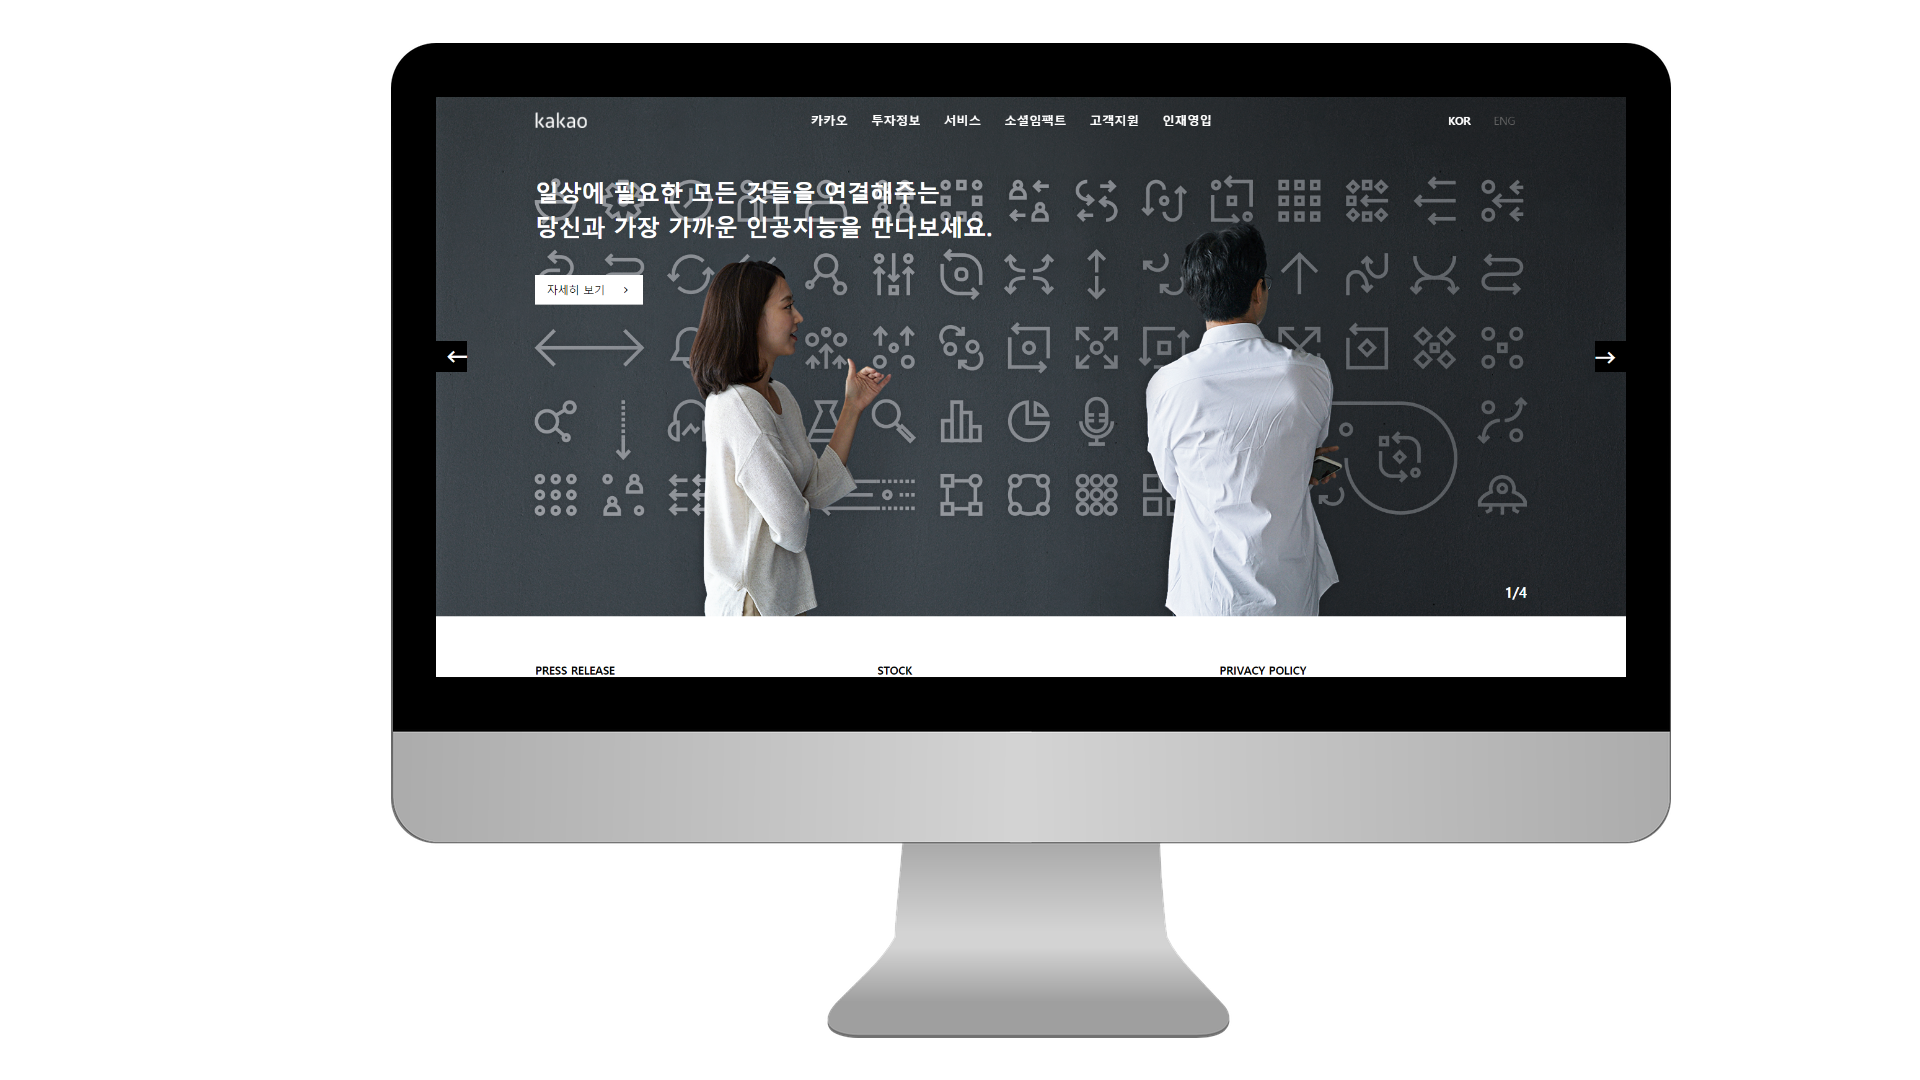 kakao
카카오 투자정보 서비스 소셜임팩트 고객지원 인재영입
KOR ENG
일상에 필요한 모든 것들을 연결해주는
당신과 가장 가까운 인공지능을 만나보세요.
자세히 보기
1/4
PRESS RELEASE
STOCK
PRIVACY POLICY